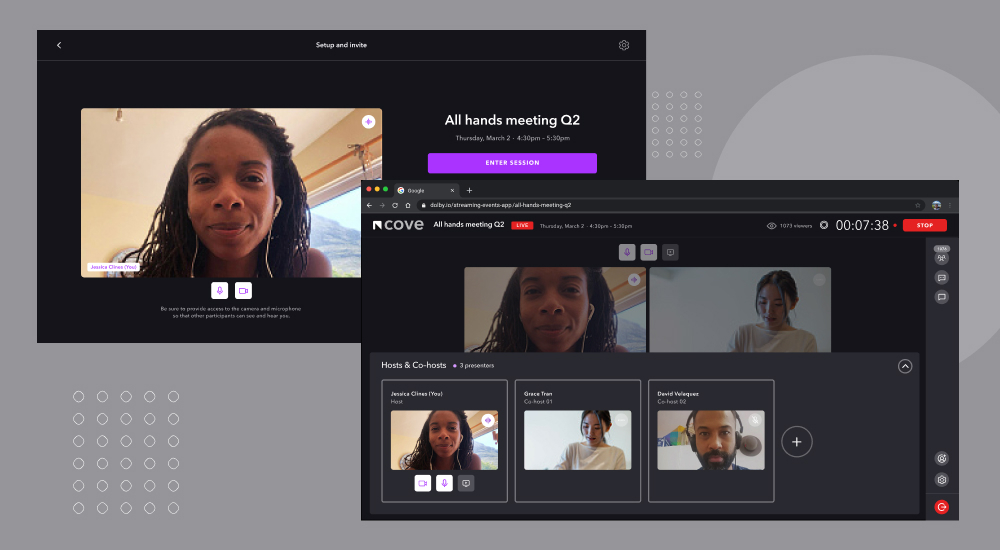 Setup and invite
All hands meeting Q2
Thursday, March 2 - 4:30pm – 5:30pm
ENTER SESSION
Jessica Clines (You)
Be sure to provide access to the camera and microphone
so that other participants can see and hear you.
Google
dolby.io/streaming-events-app/all-hands-meeting-q2
cove
All hands meeting Q2
LIVE
Thursday, March 2 - 4:30pm – 5:30pm
1073 viewers
00:07:38
STOP
Hosts & Co-hosts
3 presenters
Jessica Clines (You)
Host
Grace Tran
Co-host 01
David Velaquez
Co-host 02